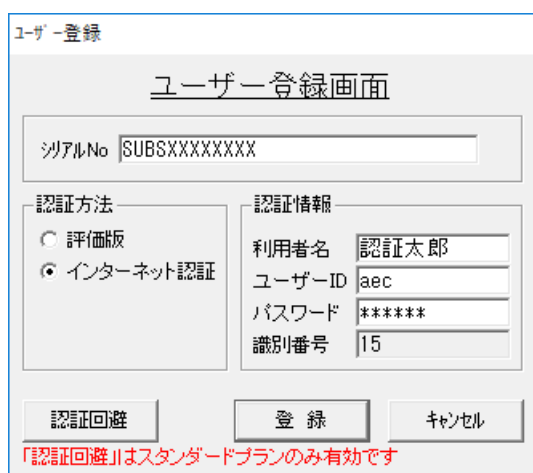 ﾕｰｻﾞｰ登録
ユーザー登録画面
ｼﾘｱﾙNo SUBSXXXXXXXX
認証方法
評価版
インターネット認証
認証情報
利用者名 認証太郎
ユーザーID aec
パスワード ******
識別番号 15
認証回避 登 録 ｷｬﾝｾﾙ
「認証回避」はスタンダードプランのみ有効です